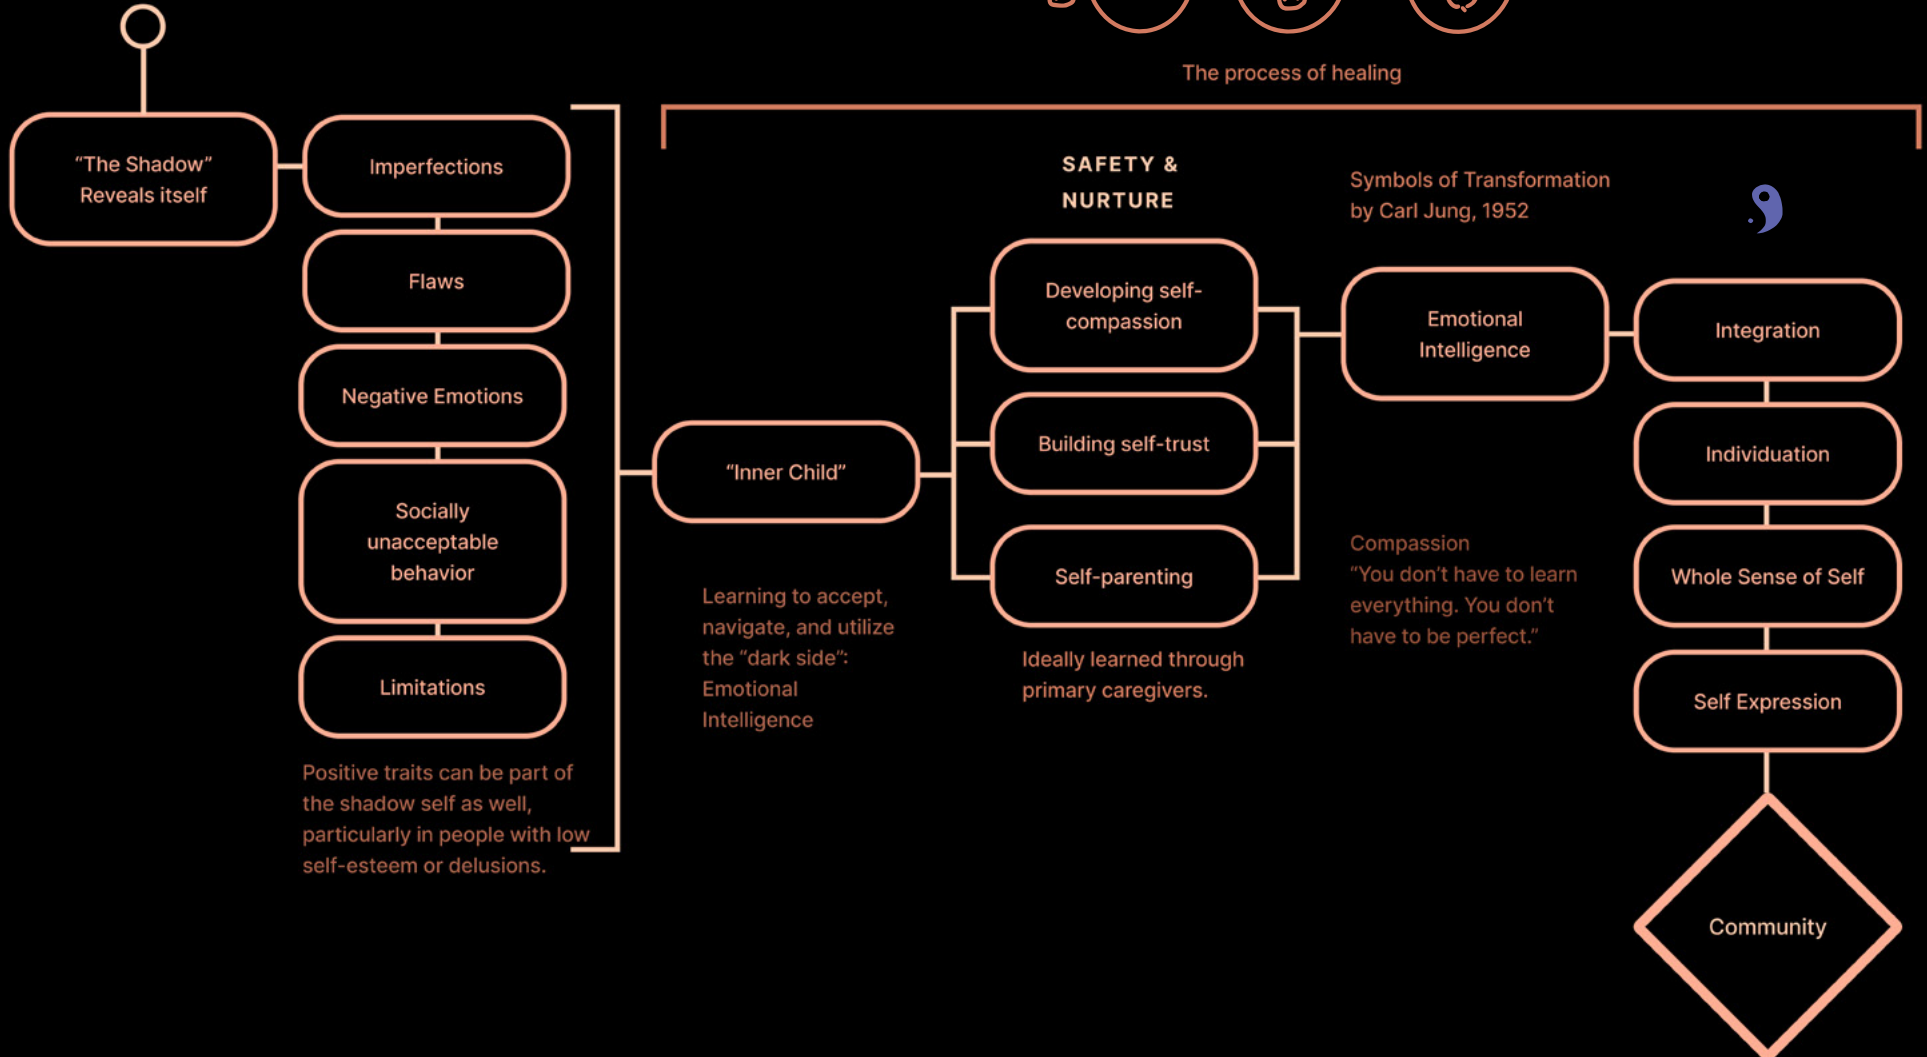 The process of healing
“The Shadow”
Reveals itself
Imperfections
Flaws
Negative Emotions
Socially
unacceptable
behavior
Limitations
Positive traits can be part of
the shadow self as well,
particularly in people with low
self-esteem or delusions.
“Inner Child”
Learning to accept,
navigate, and utilize
the “dark side”:
Emotional
Intelligence
SAFETY &
NURTURE
Developing self-
compassion
Building self-trust
Self-parenting
Ideally learned through
primary caregivers.
Symbols of Transformation
by Carl Jung, 1952
Emotional
Intelligence
Compassion
“You don’t have to learn
everything. You don’t
have to be perfect.”
Integration
Individuation
Whole Sense of Self
Self Expression
Community